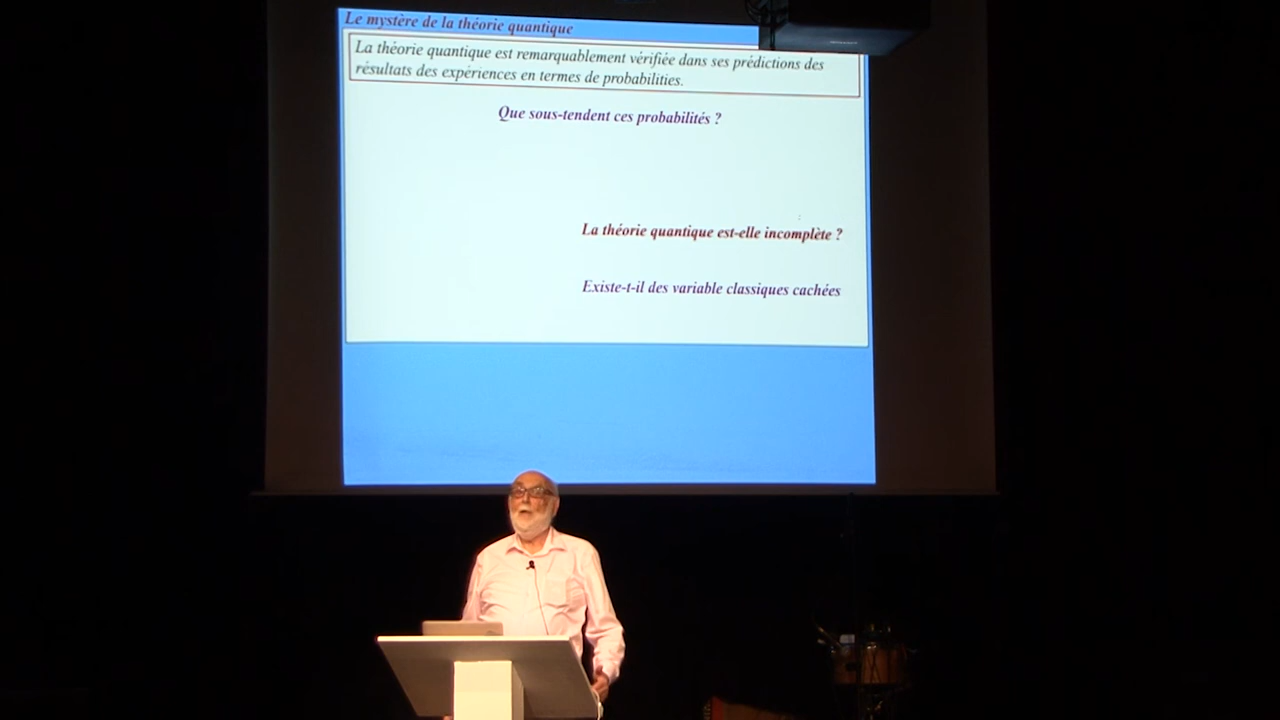 Le mystère de la théorie quantique
La théorie quantique est remarquablement vérifiée dans ses prédictions des
résultats des expériences en termes de probabilities.
Que sous-tendent ces probabilités ?
La théorie quantique est-elle incomplète ?
Existe-t-il des variable classiques cachées